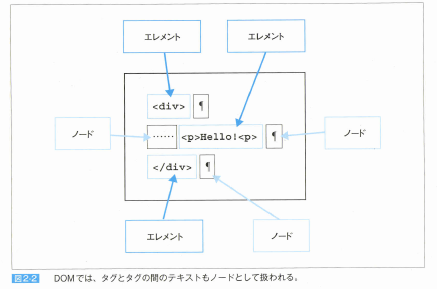 エレメント
エレメント
<div> ¶
ノード
...... <p>Hello!<p> ¶
ノード
</div> ¶
エレメント
ノード
図2-2 DOMでは、タグとタグの間のテキストもノードとして扱われる。